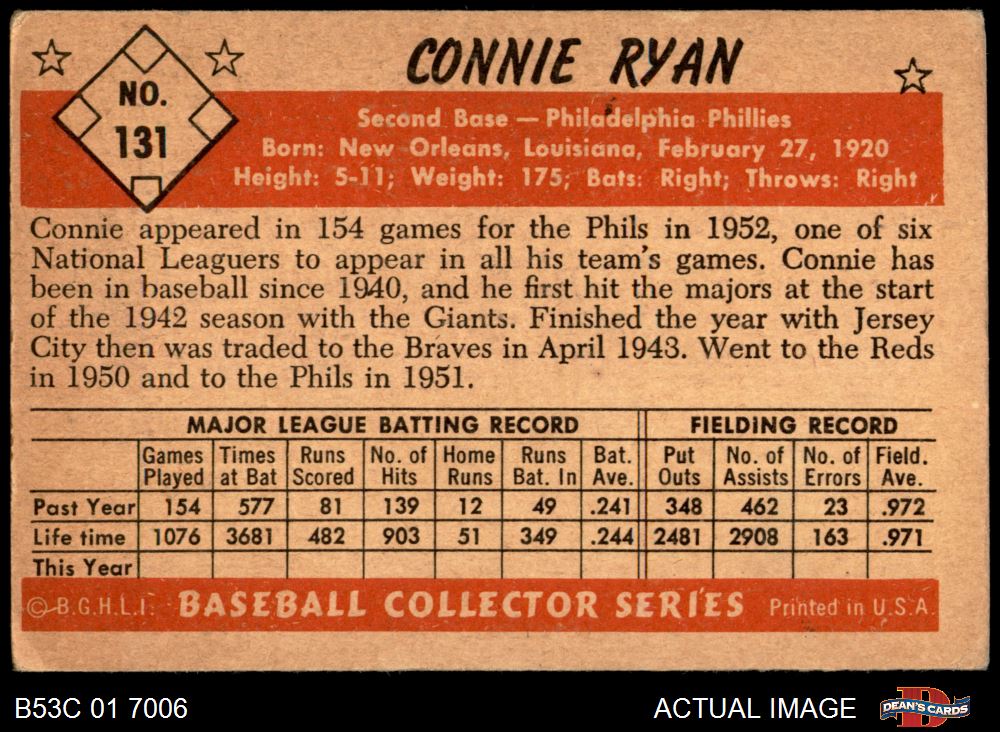 CONNIE RYAN
NO.
131
Second Base — Philadelphia Phillies
Born: New Orleans, Louisiana, February 27, 1920
Height: 5-11; Weight: 175; Bats: Right; Throws: Right
Connie appeared in 154 games for the Phils in 1952, one of six
National Leaguers to appear in all his team's games. Connie has
been in baseball since 1940, and he first hit the majors at the start
of the 1942 season with the Giants. Finished the year with Jersey
City then was traded to the Braves in April 1943. Went to the Reds
in 1950 and to the Phils in 1951.
MAJOR LEAGUE BATTING RECORD FIELDING RECORD
Games Times Runs No. of Home Runs Bat. Put No. of No. of Field.
Played at Bat Scored Hits Runs Bat. In Ave. Outs Assists Errors Ave.
Past Year 154 577 81 139 12 49 .241 348 462 23 .972
Life time 1076 3681 482 903 51 349 .244 2481 2908 163 .971
This Year
© B.G.H.L.I. BASEBALL COLLECTOR SERIES Printed in U.S.A.
B53C 01 7006 ACTUAL IMAGE DEAN'S CARDS